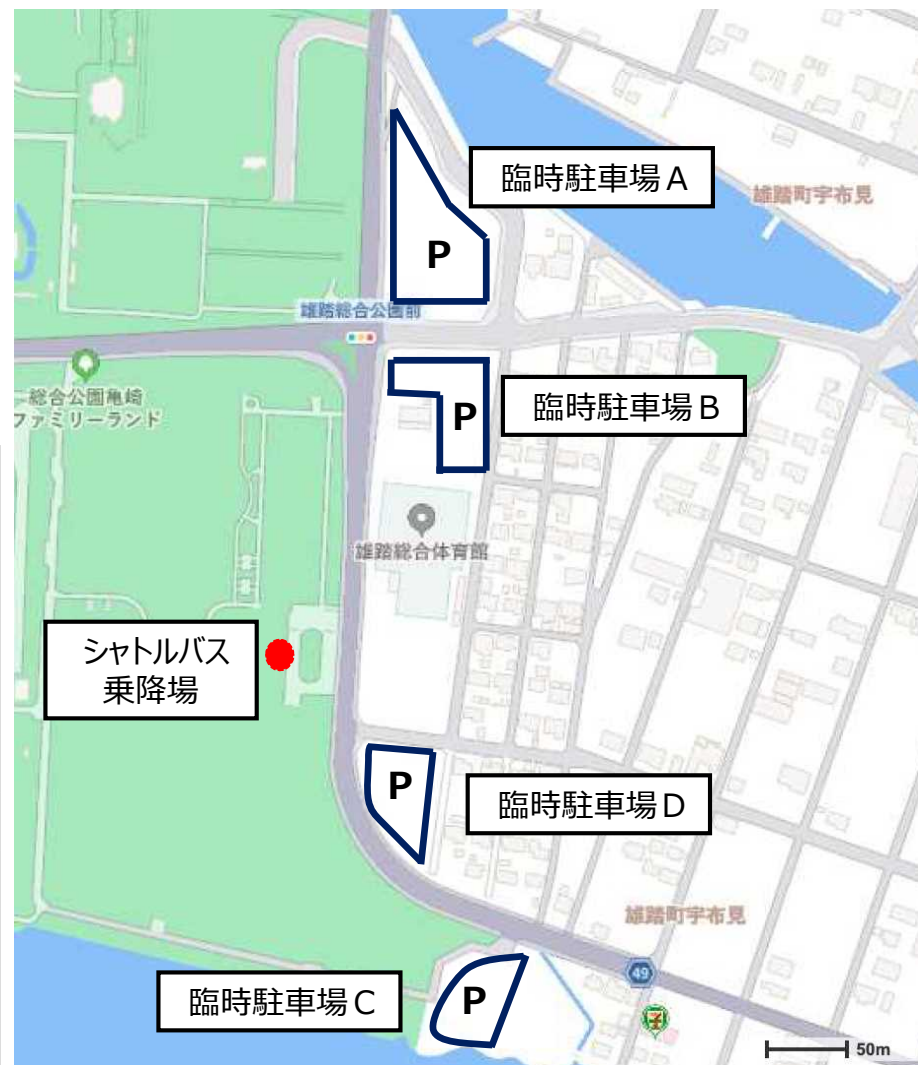 臨時駐車場A
雄踏町宇布見
P
雄踏総合公園前
総合公園亀崎
ファミリーランド
臨時駐車場B
P
雄踏総合体育館
シャトルバス
乗降場
P
臨時駐車場D
雄踏町宇布見
49
臨時駐車場C
P
7
50m